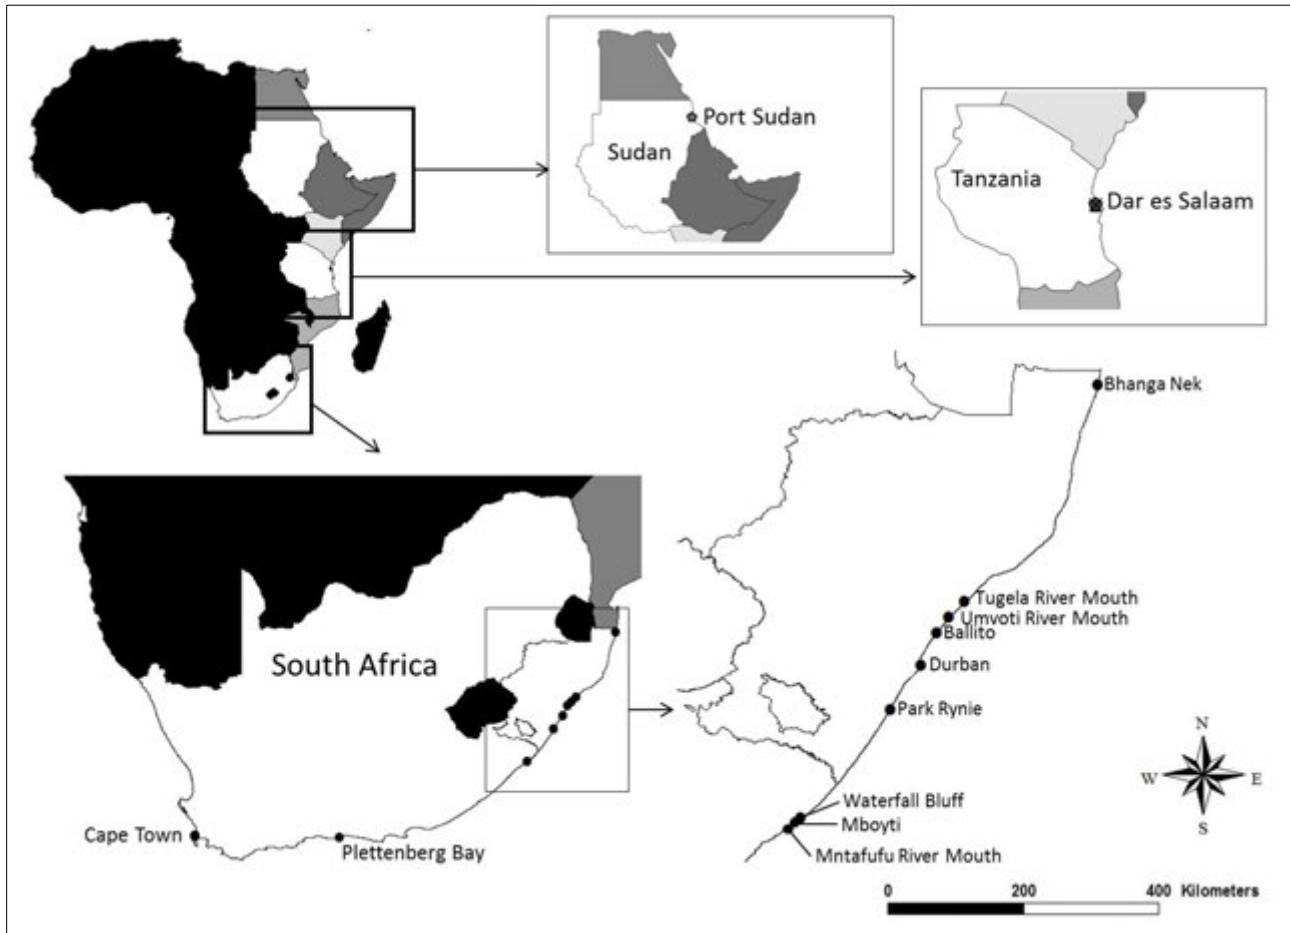 Port Sudan
Sudan
Tanzania
Dar es Salaam
Bhanga Nek
Tugela River Mouth
Umvoti River Mouth
Ballito
Durban
Park Rynie
Waterfall Bluff
Mboyti
Mntafufu River Mouth
South Africa
Cape Town
Plettenberg Bay
N
W E
S
0 200 400 Kilometers